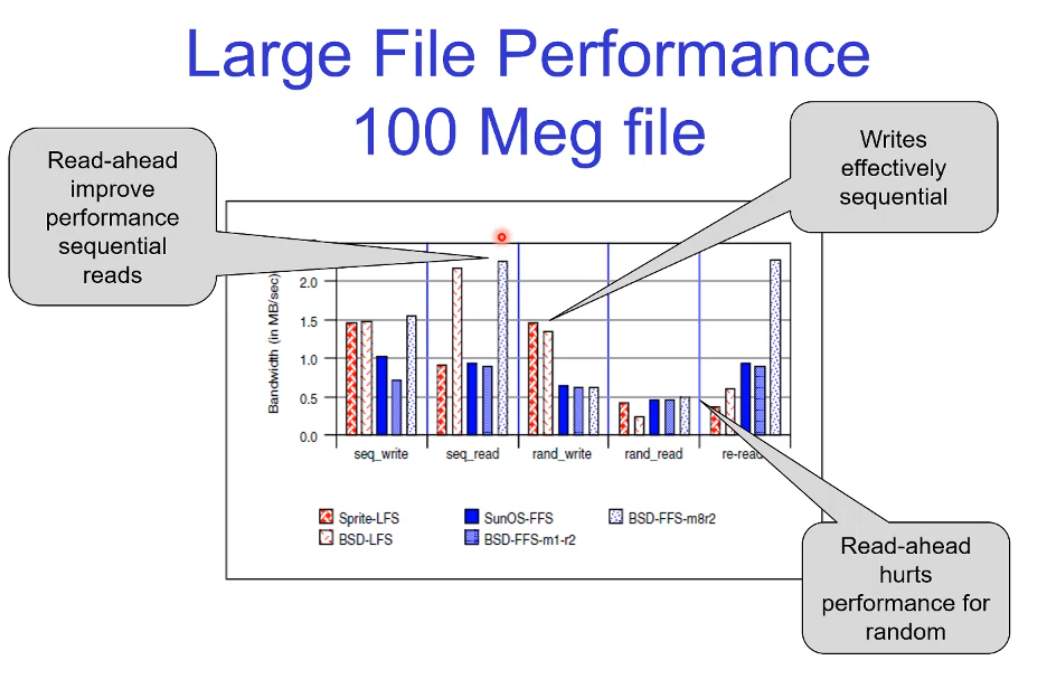 Large File Performance
100 Meg file
Read-ahead
improve
performance
sequential
reads
Writes
effectively
sequential
Bandwidth (in MB/sec)
2.0
1.5
1.0
0.5
0.0
seq_write
seq_read
rand_write
rand_read
re-read
Sprite-LFS
SunOS-FFS
BSD-FFS-m8r2
BSD-LFS
BSD-FFS-m1-r2
Read-ahead
hurts
performance for
random